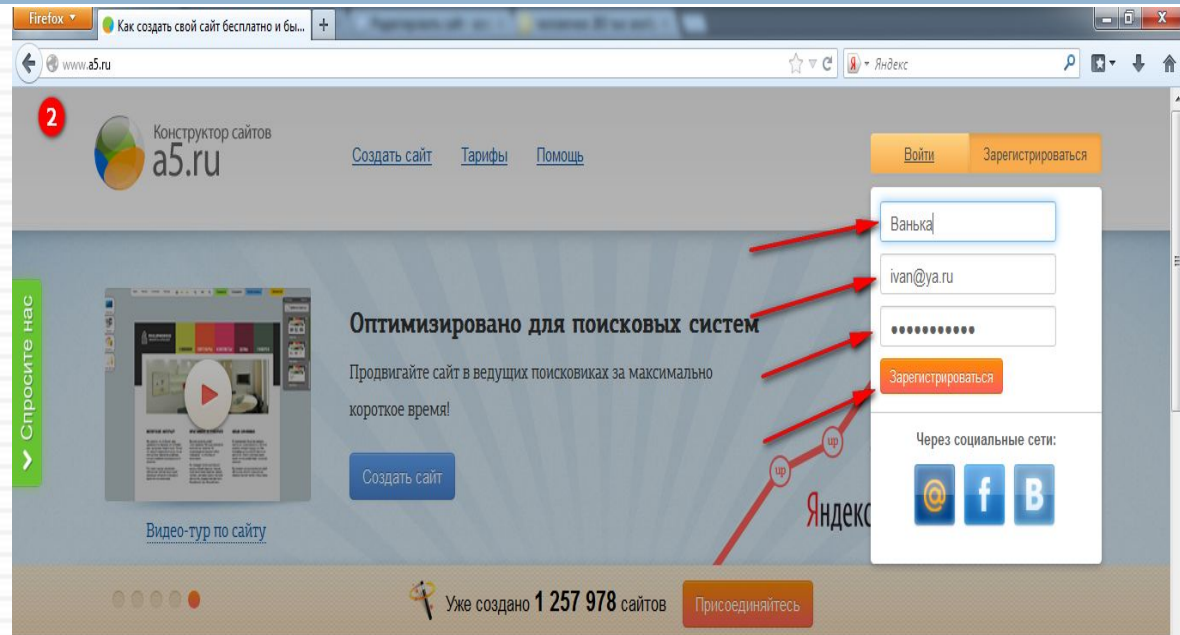 Firefox
Как создать свой сайт бесплатно и бы...
www.a5.ru
Яндекс
2
Конструктор сайтов
a5.ru
Создать сайт Тарифы Помощь
Войти Зарегистрироваться
Ванька
ivan@ya.ru
Зарегистрироваться
Через социальные сети:
Спросите нас
Оптимизировано для поисковых систем
Продвигайте сайт в ведущих поисковиках за максимально
короткое время!
Создать сайт
Видео-тур по сайту
up
up
Яндекс
Уже создано 1 257 978 сайтов
Присоединяйтесь